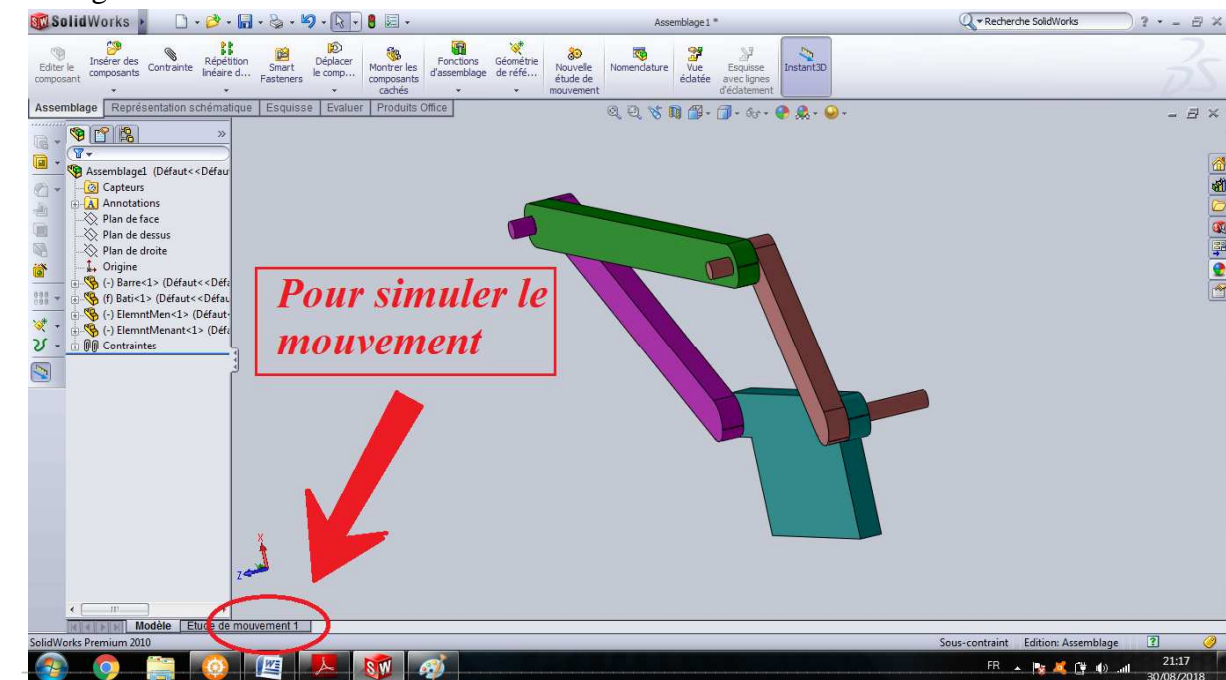 SolidWorks
Assemblage1 *
Recherche SolidWorks
Editer le composant
Insérer des composants
Contrainte
Répétition linéaire d...
Smart Fasteners
Déplacer le comp...
Montrer les composants cachés
Fonctions d'assemblage
Géométrie de réfé...
Nouvelle étude de mouvement
Nomenclature
Vue éclatée
Esquisse avec lignes d'éclatement
Instant3D
Assemblage Représentation schématique Esquisse Evaluer Produits Office
Assemblage1 (Défaut<<Défau
Capteurs
Annotations
Plan de face
Plan de dessus
Plan de droite
Origine
(-) Barre<1> (Défaut<<Défa
(f) Bati<1> (Défaut<<Défau
(-) ElemntMen<1> (Défaut<
(-) ElemntMenant<1> (Défa
Contraintes
Pour simuler le
mouvement
X
Z
Modèle Etude de mouvement 1
SolidWorks Premium 2010
Sous-contraint Edition: Assemblage
FR
21:17
30/08/2018